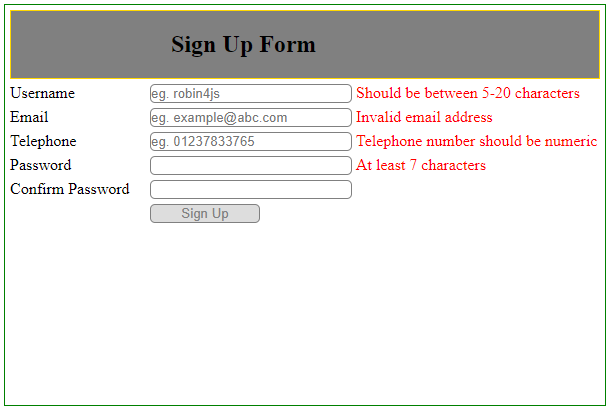 Sign Up Form
Username eg. robin4js Should be between 5-20 characters
Email eg. example@abc.com Invalid email address
Telephone eg. 01237833765 Telephone number should be numeric
Password At least 7 characters
Confirm Password
Sign Up